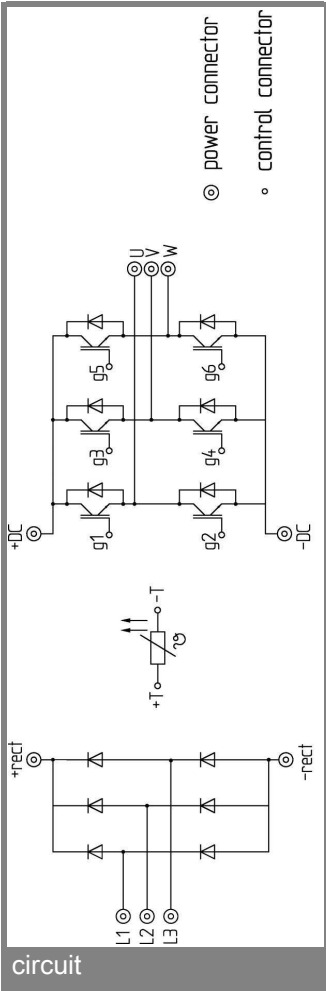 power connector
control connector
U
V
W
g5
g6
g3
g4
+DC
g1
g2
-DC
+T
-T
ϑ
+rect
-rect
L1
L2
L3
circuit